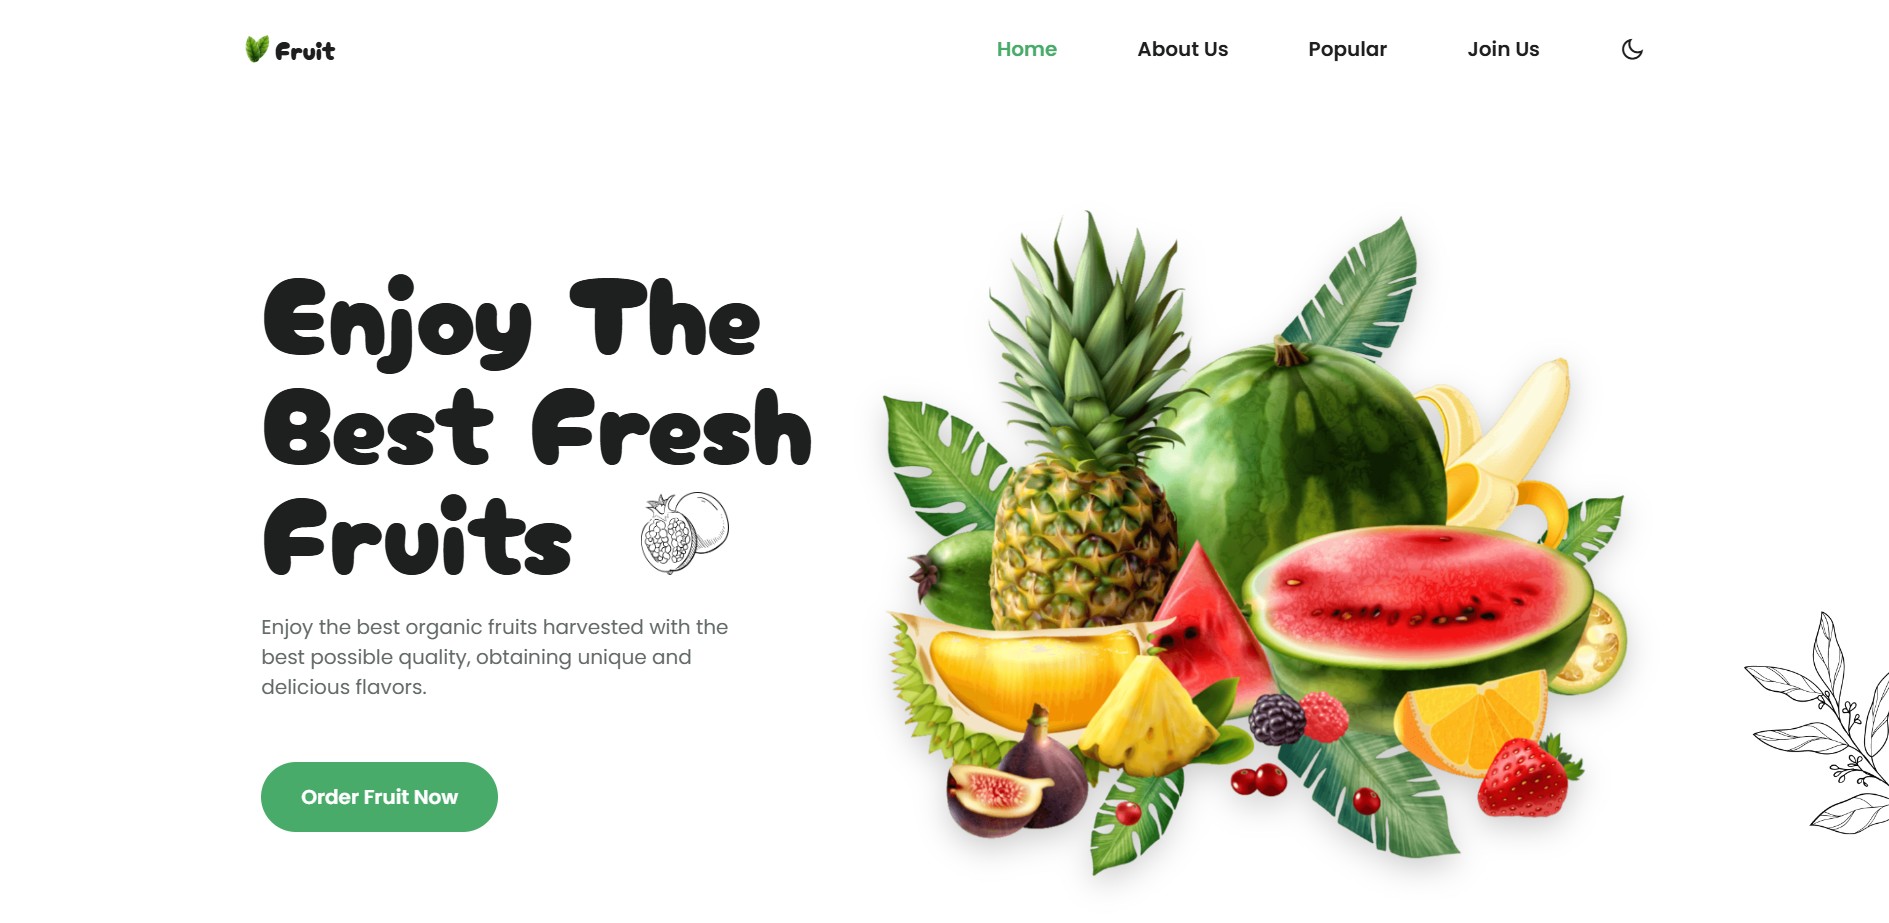 Fruit
Home
About Us
Popular
Join Us
Enjoy The
Best Fresh
Fruits
Enjoy the best organic fruits harvested with the
best possible quality, obtaining unique and
delicious flavors.
Order Fruit Now